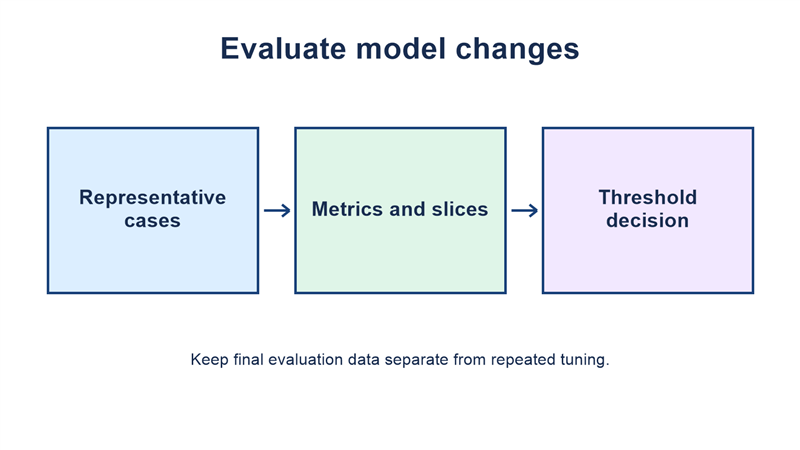 Evaluate model changes
Representative
cases
Metrics and slices
Threshold
decision
Keep final evaluation data separate from repeated tuning.